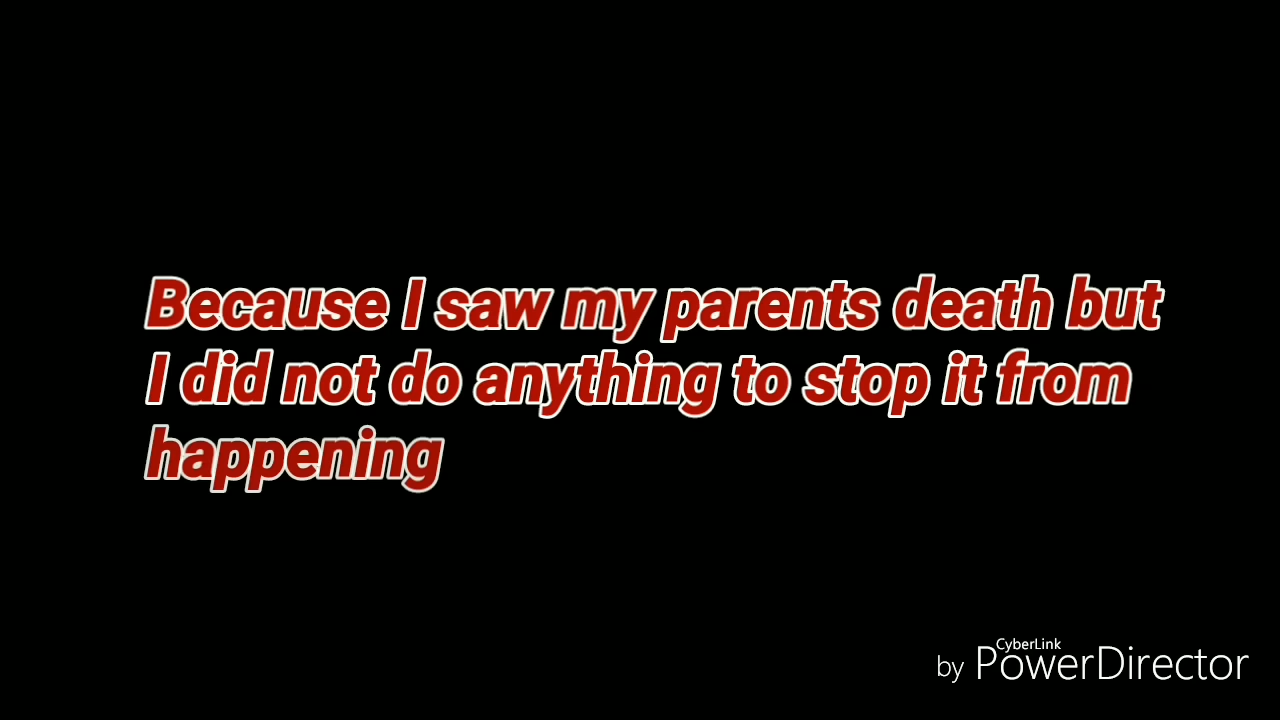 Because I saw my parents death but
I did not do anything to stop it from
happening
CyberLink
by PowerDirector